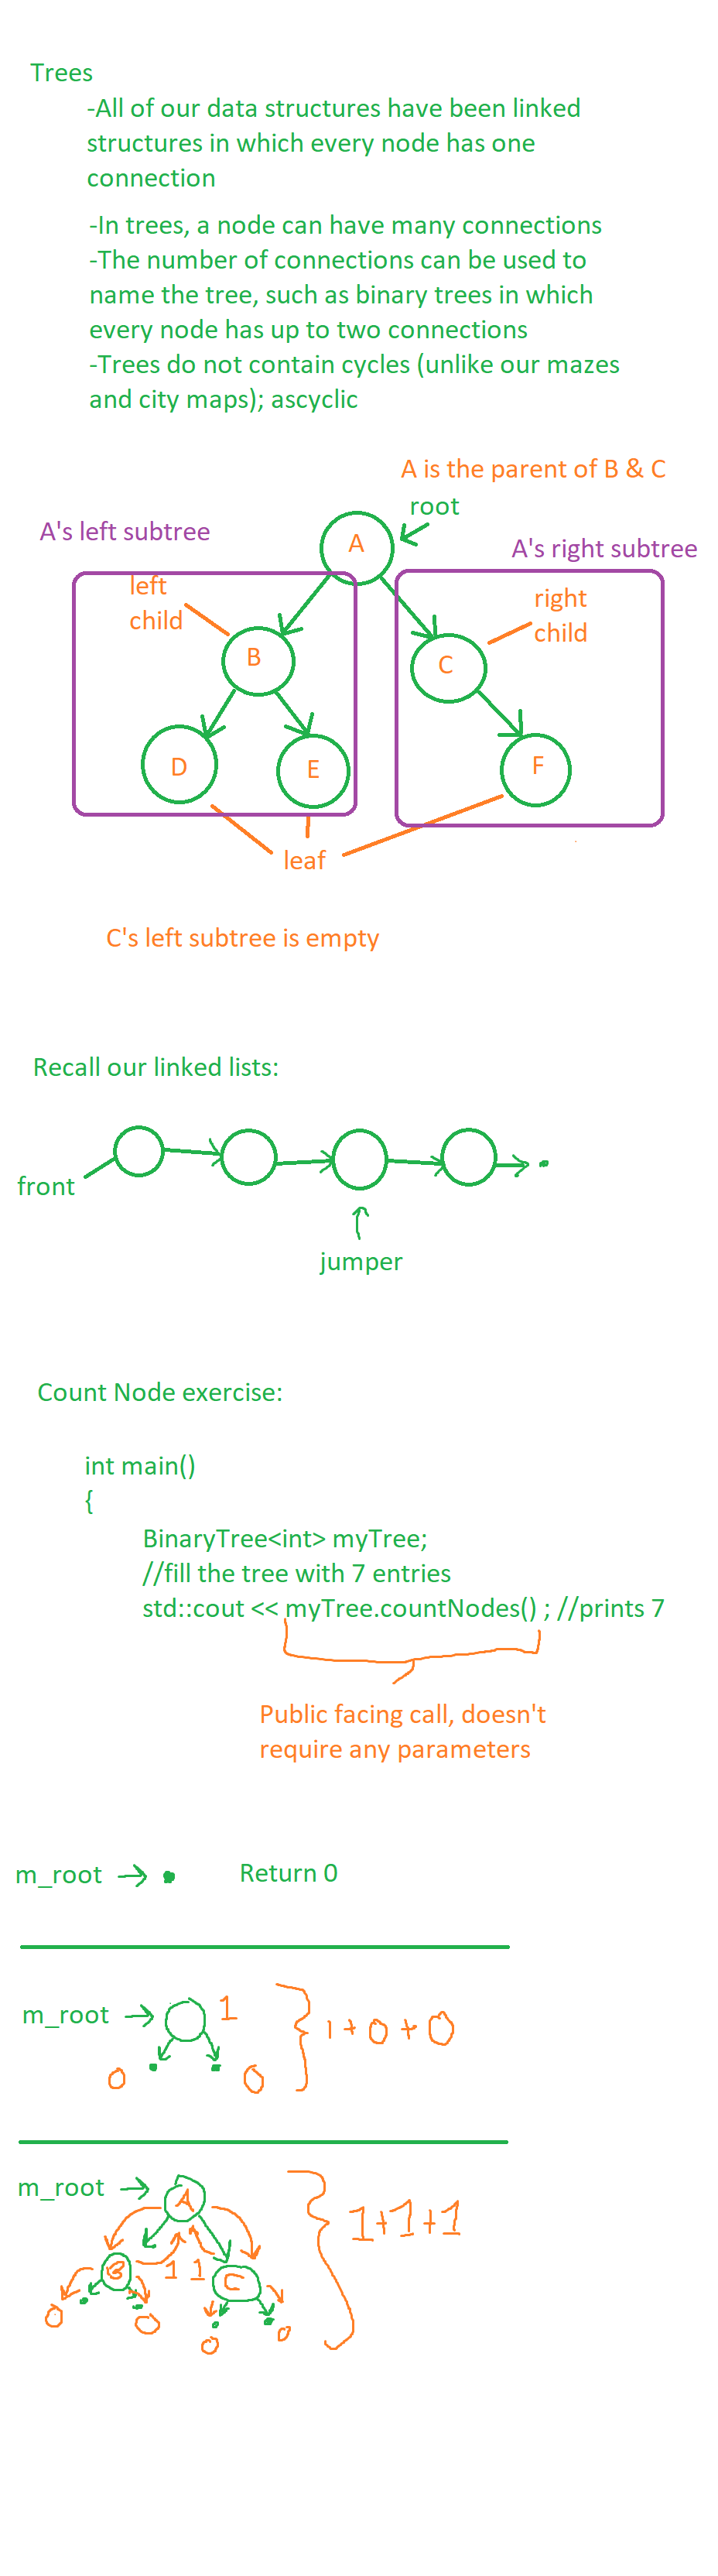 Trees
-All of our data structures have been linked
structures in which every node has one
connection
-In trees, a node can have many connections
-The number of connections can be used to
name the tree, such as binary trees in which
every node has up to two connections
-Trees do not contain cycles (unlike our mazes
and city maps); ascyclic
A is the parent of B & C
root
A's left subtree
A
A's right subtree
left
child
right
child
B
C
D
E
F
leaf
C's left subtree is empty
Recall our linked lists:
front
jumper
Count Node exercise:
int main()
{
BinaryTree<int> myTree;
//fill the tree with 7 entries
std::cout << myTree.countNodes() ; //prints 7
Public facing call, doesn't
require any parameters
m_root
Return 0
m_root
1
1 + 0 + 0
0
0
m_root
A
1+1+1
B
1 1
C
0
0
0
0